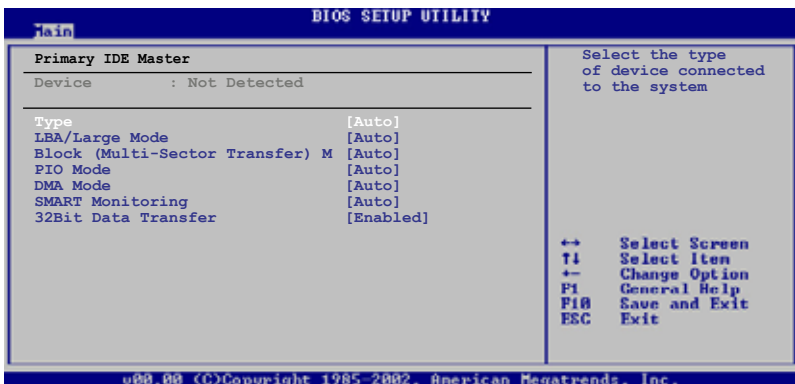 BIOS SETUP UTILITY
Main
Primary IDE Master
Device : Not Detected
Type [Auto]
LBA/Large Mode [Auto]
Block (Multi-Sector Transfer) M [Auto]
PIO Mode [Auto]
DMA Mode [Auto]
SMART Monitoring [Auto]
32Bit Data Transfer [Enabled]
Select the type
of device connected
to the system
←→ Select Screen
↑↓ Select Item
+- Change Option
F1 General Help
F10 Save and Exit
ESC Exit
v00.00 (C)Copyright 1985-2002, American Megatrends, Inc.